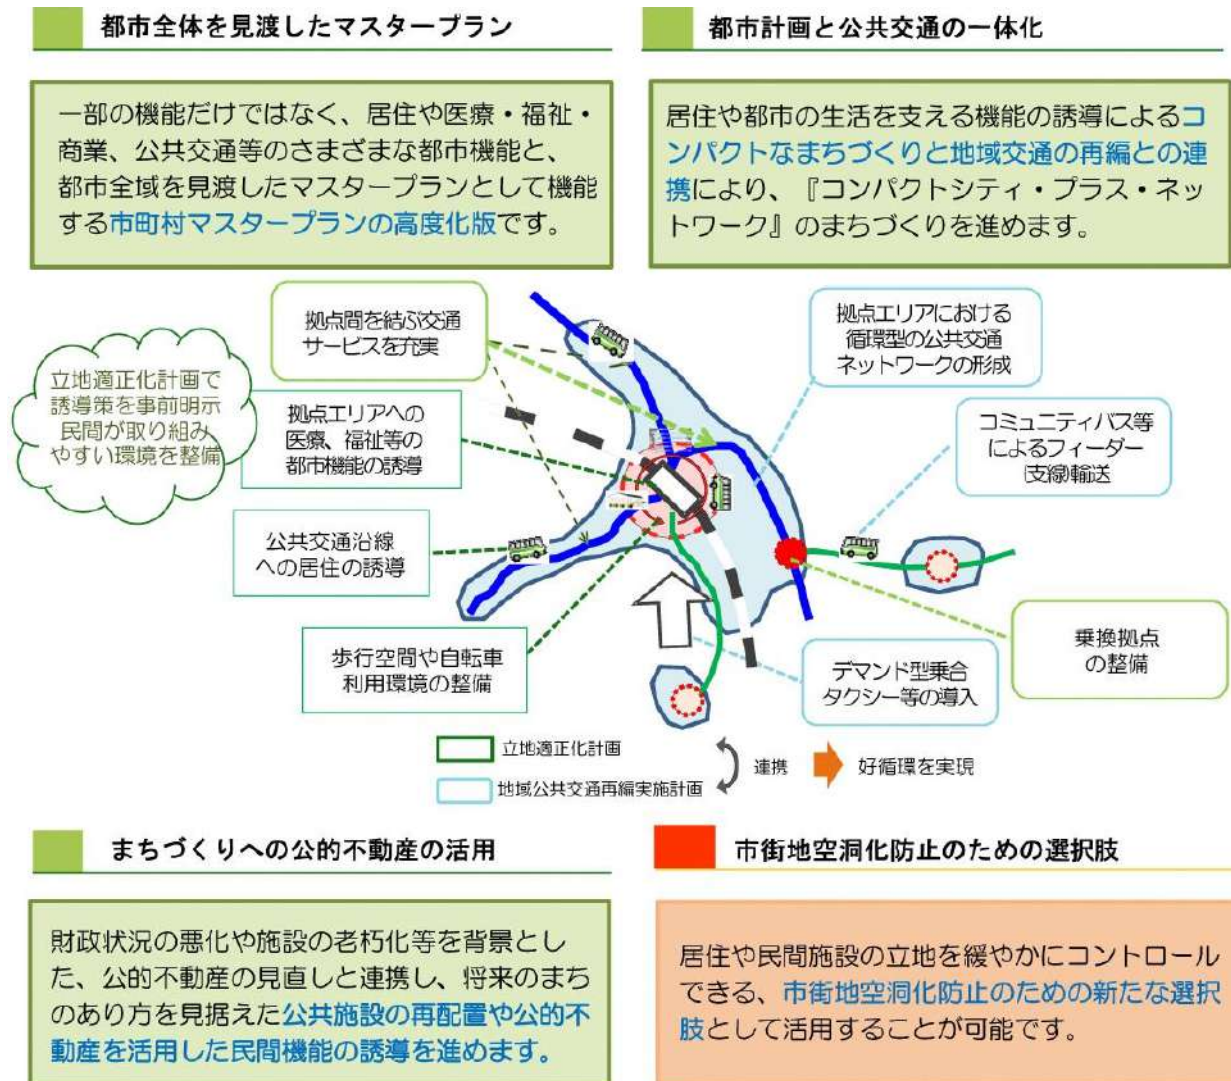 都市全体を見渡したマスタープラン
一部の機能だけではなく、居住や医療・福祉・
商業、公共交通等のさまざまな都市機能と、
都市全域を見渡したマスタープランとして機能
する市町村マスタープランの高度化版です。
都市計画と公共交通の一体化
居住や都市の生活を支える機能の誘導によるコ
ンパクトなまちづくりと地域交通の再編との連
携により、『コンパクトシティ・プラス・ネッ
トワーク』のまちづくりを進めます。
立地適正化計画で
誘導策を事前明示
民間が取り組み
やすい環境を整備
拠点間を結ぶ交通
サービスを充実
拠点エリアへの
医療、福祉等の
都市機能の誘導
公共交通沿線
への居住の誘導
歩行空間や自転車
利用環境の整備
拠点エリアにおける
循環型の公共交通
ネットワークの形成
コミュニティバス等
によるフィーダー
(支線)輸送
乗換拠点
の整備
デマンド型乗合
タクシー等の導入
立地適正化計画
地域公共交通再編実施計画
連携
好循環を実現
まちづくりへの公的不動産の活用
財政状況の悪化や施設の老朽化等を背景とし
た、公的不動産の見直しと連携し、将来のまち
のあり方を見据えた公共施設の再配置や公的不
動産を活用した民間機能の誘導を進めます。
市街地空洞化防止のための選択肢
居住や民間施設の立地を緩やかにコントロール
できる、市街地空洞化防止のための新たな選択
肢として活用することが可能です。